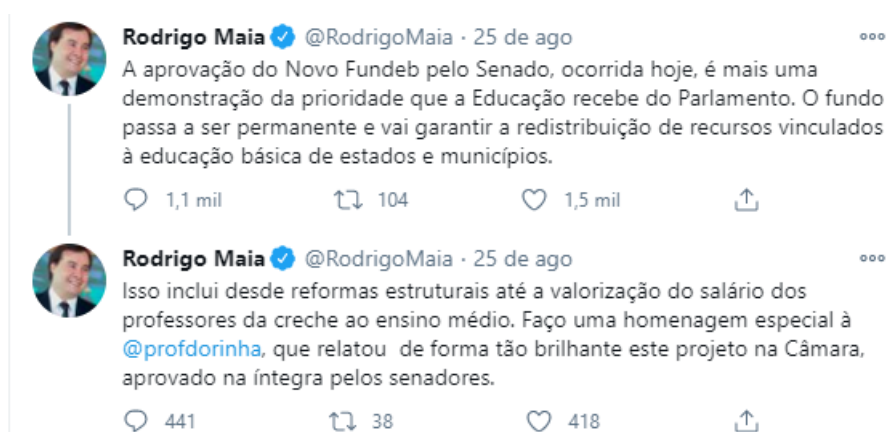 Rodrigo Maia @RodrigoMaia · 25 de ago
A aprovação do Novo Fundeb pelo Senado, ocorrida hoje, é mais uma
demonstração da prioridade que a Educação recebe do Parlamento. O fundo
passa a ser permanente e vai garantir a redistribuição de recursos vinculados
à educação básica de estados e municípios.
1,1 mil 104 1,5 mil
Rodrigo Maia @RodrigoMaia · 25 de ago
Isso inclui desde reformas estruturais até a valorização do salário dos
professores da creche ao ensino médio. Faço uma homenagem especial à
@profdorinha, que relatou  de forma tão brilhante este projeto na Câmara,
aprovado na íntegra pelos senadores.
441 38 418